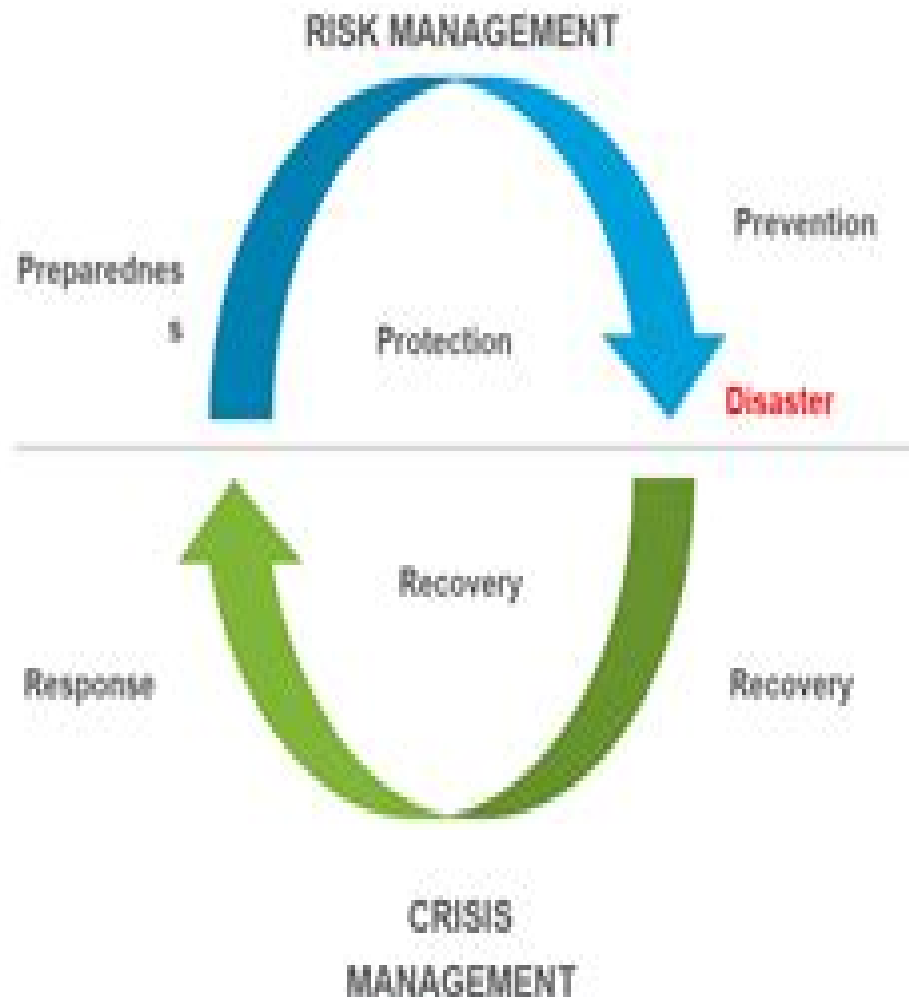 RISK MANAGEMENT
Prevention
Preparednes
s
Protection
Disaster
Recovery
Response
Recovery
CRISIS
MANAGEMENT